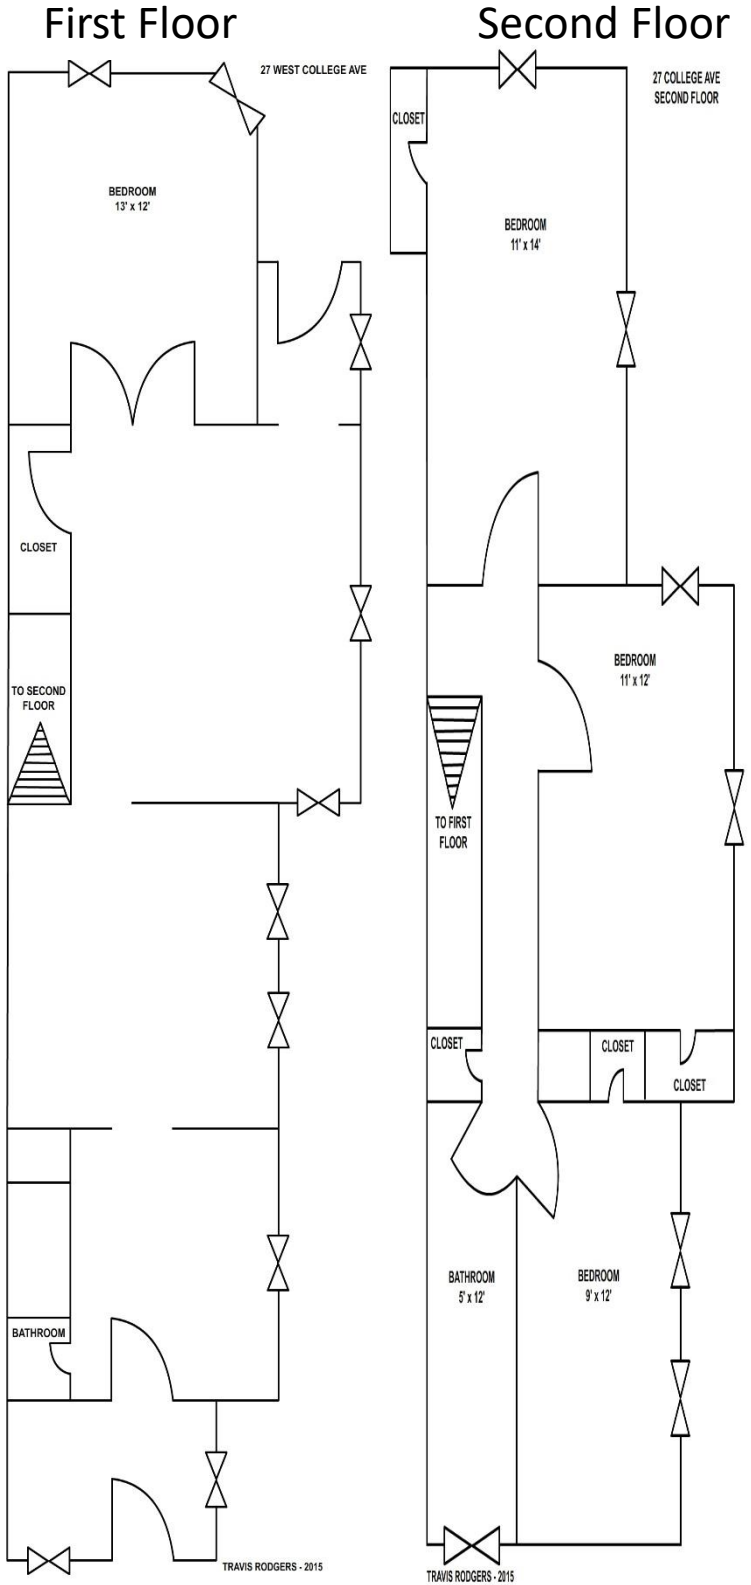 First Floor
27 WEST COLLEGE AVE
BEDROOM
13' x 12'
CLOSET
TO SECOND
FLOOR
BATHROOM
TRAVIS RODGERS - 2015
Second Floor
27 COLLEGE AVE
SECOND FLOOR
CLOSET
BEDROOM
11' x 14'
BEDROOM
11' x 12'
TO FIRST
FLOOR
CLOSET
CLOSET
CLOSET
BATHROOM
5' x 12'
BEDROOM
9' x 12'
TRAVIS RODGERS - 2015